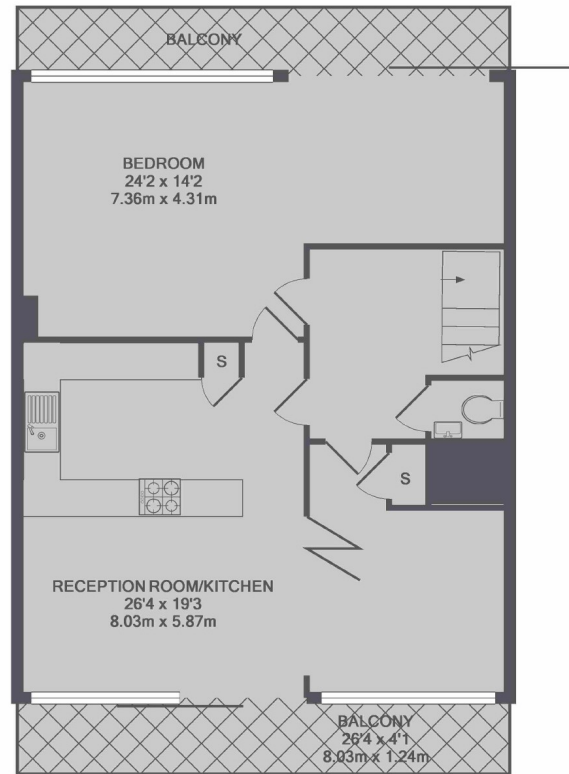 BALCONY
BEDROOM
24'2 x 14'2
7.36m x 4.31m
S
S
RECEPTION ROOM/KITCHEN
26'4 x 19'3
8.03m x 5.87m
BALCONY
26'4 x 4'1
8.03m x 1.24m